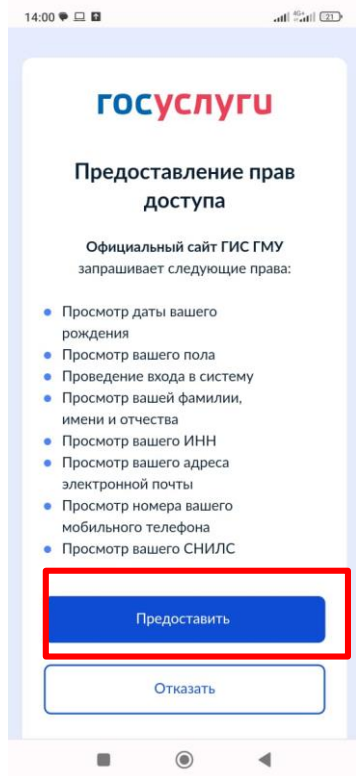 14:00 4G+ 21
госуслуги
Предоставление прав
доступа
Официальный сайт ГИС ГМУ
запрашивает следующие права:
Просмотр даты вашего
рождения
Просмотр вашего пола
Проведение входа в систему
Просмотр вашей фамилии,
имени и отчества
Просмотр вашего ИНН
Просмотр вашего адреса
электронной почты
Просмотр номера вашего
мобильного телефона
Просмотр вашего СНИЛС
Предоставить
Отказать